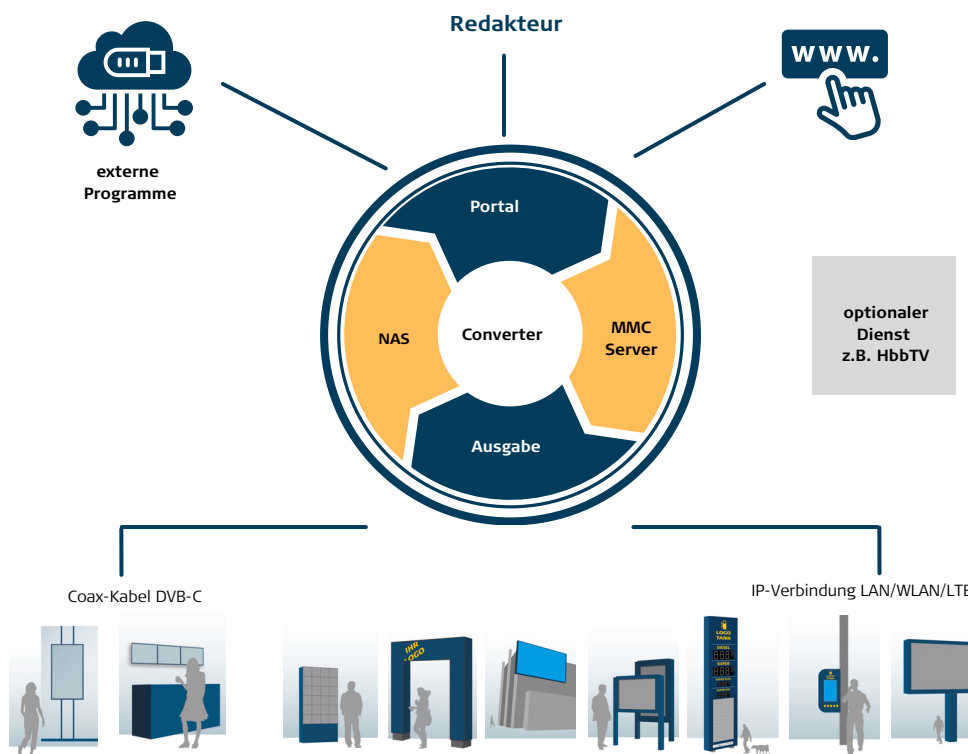 Redakteur
www.
externe
Programme
Portal
NAS
Converter
MMC
Server
Ausgabe
optionaler
Dienst
z.B. HbbTV
Coax-Kabel DVB-C
IP-Verbindung LAN/WLAN/LTE
IHR
LOGO
LOGO
TANK
DIESEL
SUPER